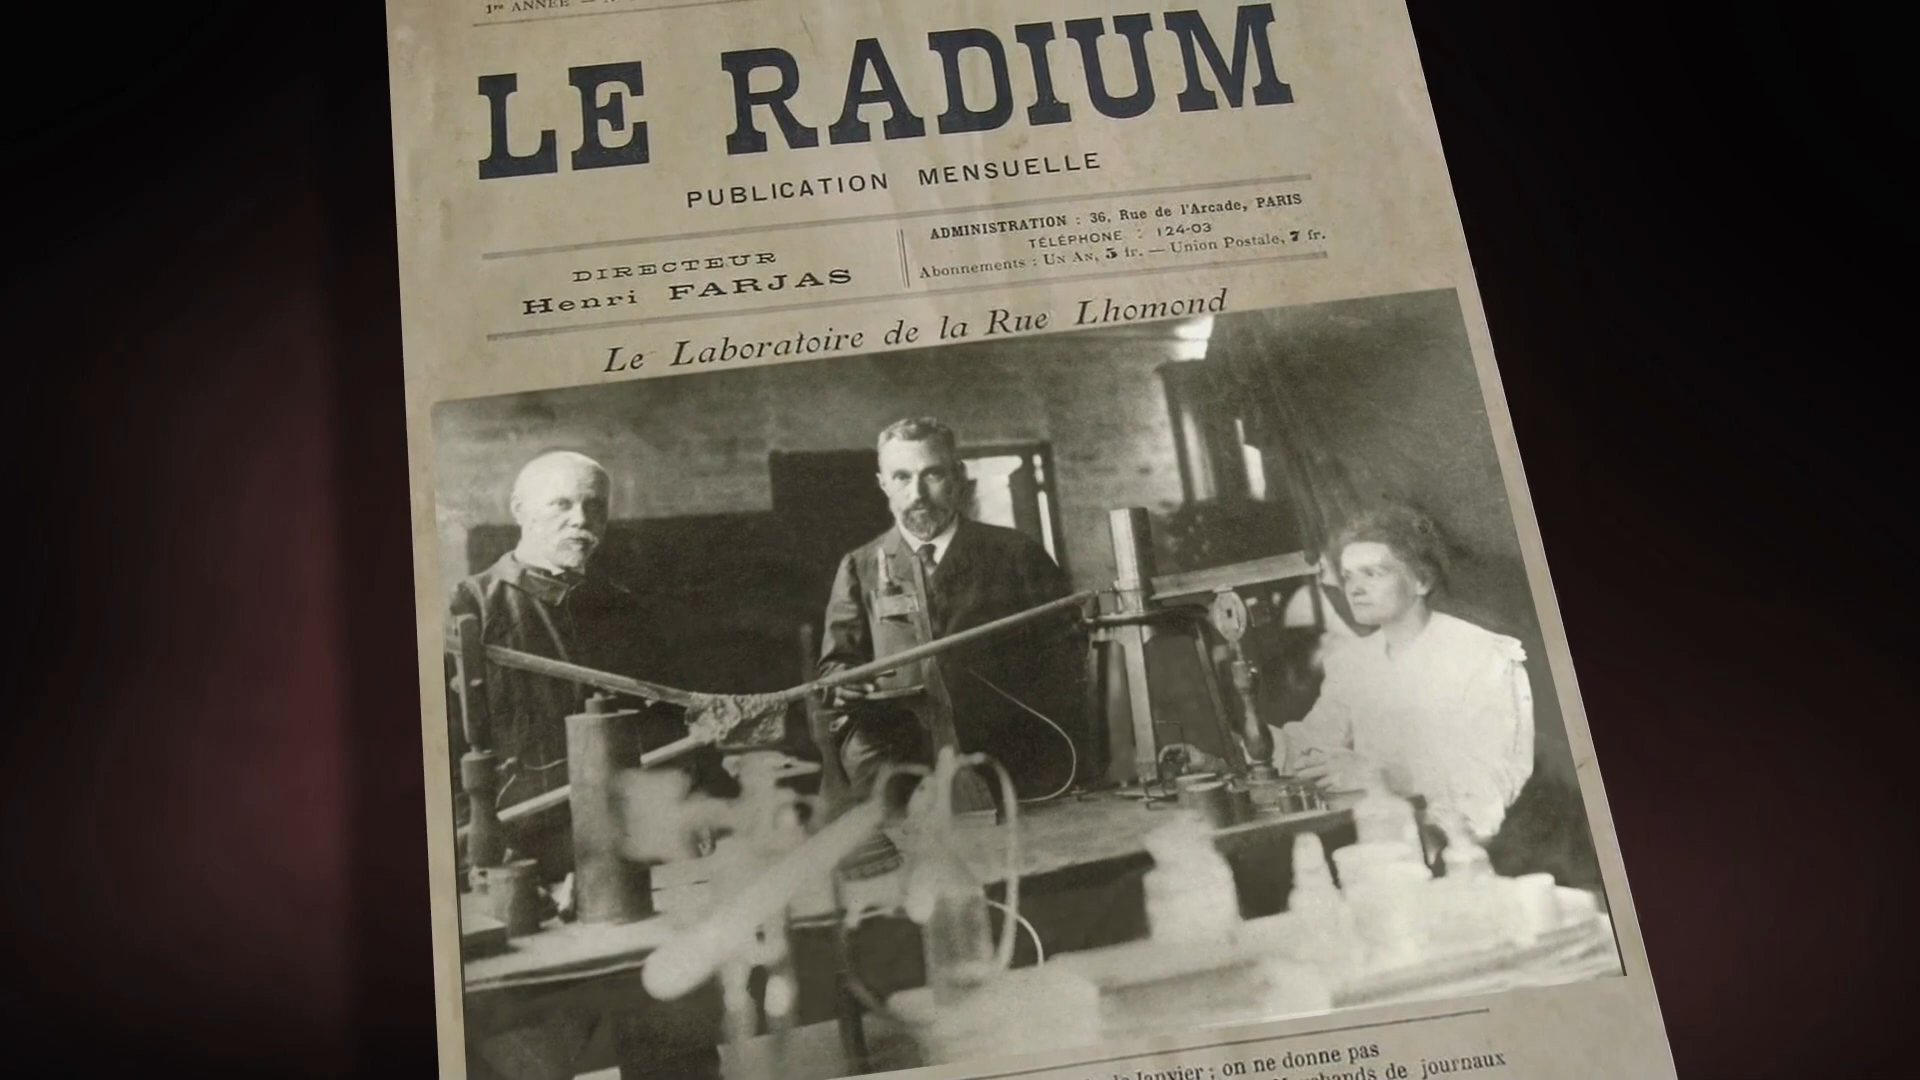 1re ANNÉE —
LE RADIUM
PUBLICATION MENSUELLE
DIRECTEUR
Henri FARJAS
ADMINISTRATION : 36, Rue de l'Arcade, PARIS
TÉLÉPHONE : 124-03
Abonnements : UN AN, 5 fr. — Union Postale, 7 fr.
Le Laboratoire de la Rue Lhomond
Janvier ; on ne donne pas
de journaux